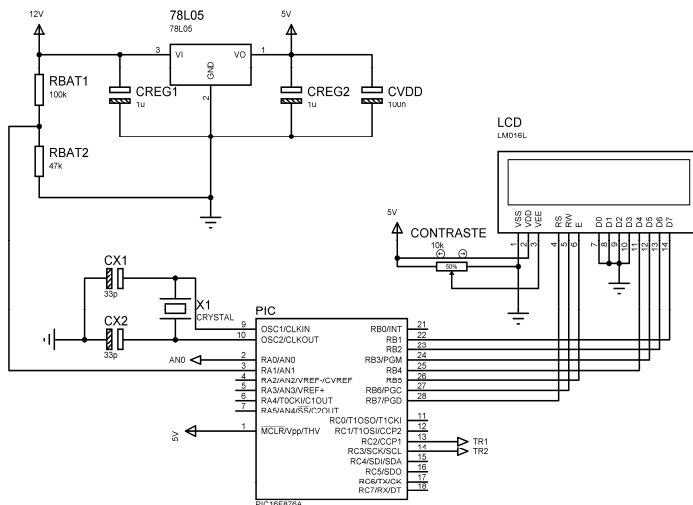 12V
78L05
78L05
5V
3 VI VO 1
GND
2
RBAT1
100k
CREG1
1u
CREG2
1u
CVDD
100n
RBAT2
47k
LCD
LM016L
VSS VDD VEE RS RW E D0 D1 D2 D3 D4 D5 D6 D7
1 2 3 4 5 6 7 8 9 10 11 12 13 14
5V
CONTRASTE
10k
50%
CX1
33p
X1
CRYSTAL
CX2
33p
PIC
9 OSC1/CLKIN
10 OSC2/CLKOUT
AN0
2 RA0/AN0
3 RA1/AN1
4 RA2/AN2/VREF-/CVREF
5 RA3/AN3/VREF+
6 RA4/T0CKI/C1OUT
7 RA5/AN4/SS/C2OUT
5V
1 MCLR/Vpp/THV
RB0/INT 21
RB1 22
RB2 23
RB3/PGM 24
RB4 25
RB5 26
RB6/PGC 27
RB7/PGD 28
RC0/T1OSO/T1CKI 11
RC1/T1OSI/CCP2 12
RC2/CCP1 13 TR1
RC3/SCK/SCL 14 TR2
RC4/SDI/SDA 15
RC5/SDO 16
RC6/TX/CK 17
RC7/RX/DT 18
PIC16F876A